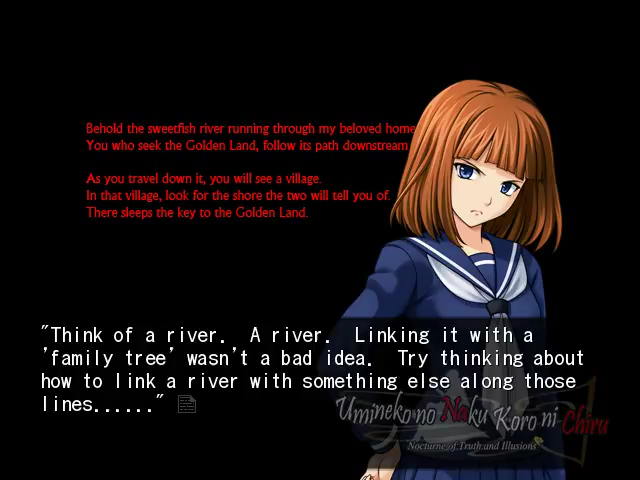 Behold the sweetfish river running through my beloved home
You who seek the Golden Land, follow its path downstream
As you travel down it, you will see a village.
In that village, look for the shore the two will tell you of.
There sleeps the key to the Golden Land.
"Think of a river.  A river.  Linking it with a
'family tree' wasn't a bad idea.  Try thinking about
how to link a river with something else along those
lines......"
Umineko no Naku Koro ni Chiru
Nocturne of Truth and Illusions